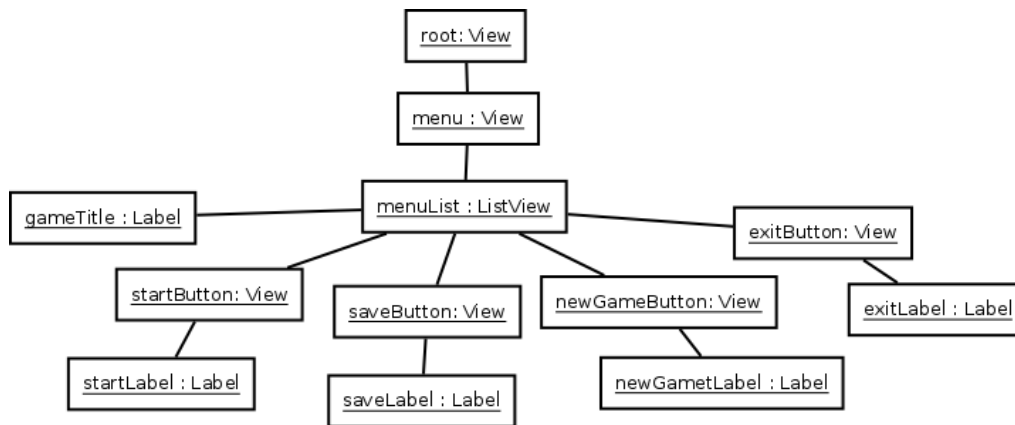 root: View
menu : View
menuList : ListView
gameTitle : Label
exitButton: View
startButton: View
saveButton: View
newGameButton: View
exitLabel : Label
startLabel : Label
saveLabel : Label
newGametLabel : Label